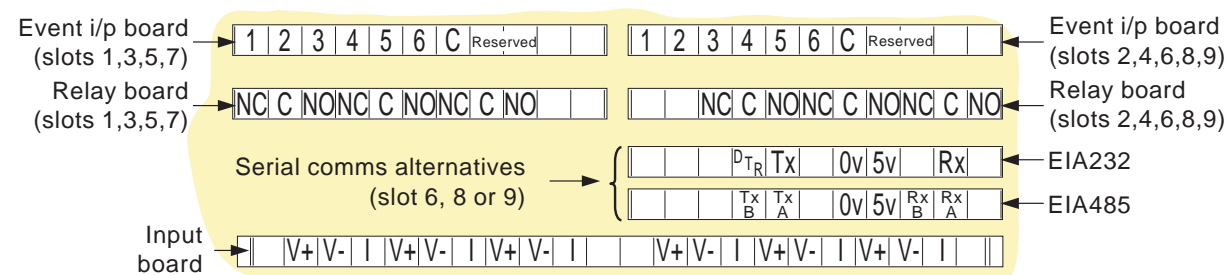 Event i/p board
(slots 1,3,5,7)
1 2 3 4 5 6 C Reserved
1 2 3 4 5 6 C Reserved
Event i/p board
(slots 2,4,6,8,9)
Relay board
(slots 1,3,5,7)
NC C NO NC C NO NC C NO
NC C NO NC C NO NC C NO
Relay board
(slots 2,4,6,8,9)
Serial comms alternatives
(slot 6, 8 or 9)
DTR Tx 0v 5v Rx
EIA232
Tx B Tx A 0v 5v Rx B Rx A
EIA485
Input
board
V+ V- I V+ V- I V+ V- I V+ V- I V+ V- I V+ V- I